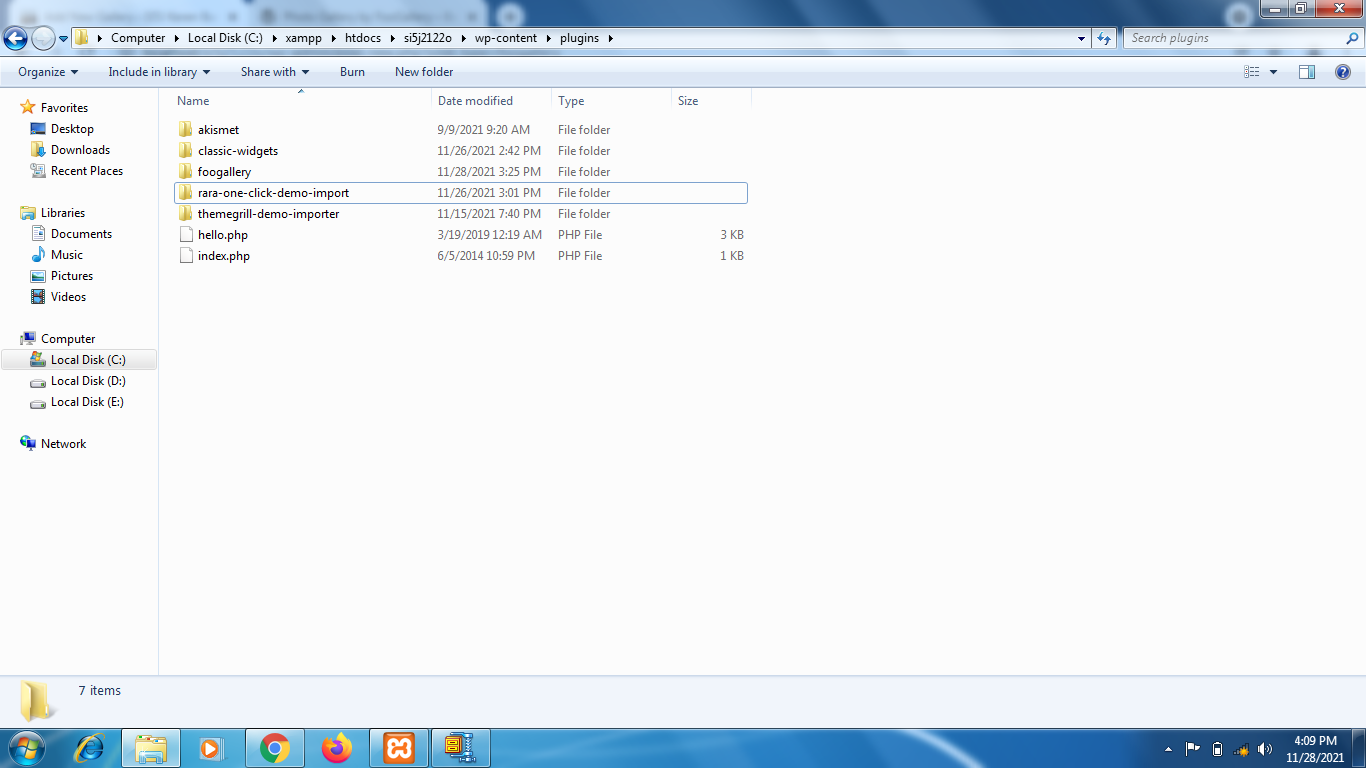 Computer Local Disk (C:) xampp htdocs si5j2122o wp-content plugins Search plugins
Organize Include in library Share with Burn New folder
Name Date modified Type Size
Favorites
Desktop
Downloads
Recent Places
Libraries
Documents
Music
Pictures
Videos
Computer
Local Disk (C:)
Local Disk (D:)
Local Disk (E:)
Network
akismet 9/9/2021 9:20 AM File folder
classic-widgets 11/26/2021 2:42 PM File folder
foogallery 11/28/2021 3:25 PM File folder
rara-one-click-demo-import 11/26/2021 3:01 PM File folder
themegrill-demo-importer 11/15/2021 7:40 PM File folder
hello.php 3/19/2019 12:19 AM PHP File 3 KB
index.php 6/5/2014 10:59 PM PHP File 1 KB
7 items
4:09 PM
11/28/2021